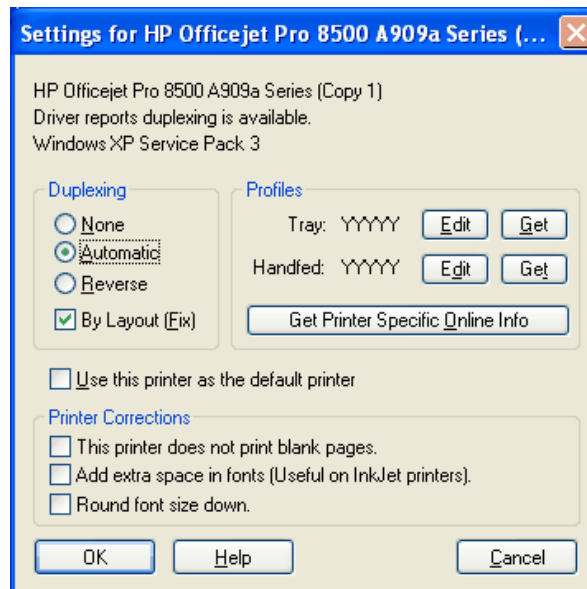 Settings for HP Officejet Pro 8500 A909a Series (...
HP Officejet Pro 8500 A909a Series (Copy 1)
Driver reports duplexing is available.
Windows XP Service Pack 3
Duplexing
None
Automatic
Reverse
By Layout (Fix)
Profiles
Tray: YYYYY Edit Get
Handfed: YYYYY Edit Get
Get Printer Specific Online Info
Use this printer as the default printer
Printer Corrections
This printer does not print blank pages.
Add extra space in fonts (Useful on InkJet printers).
Round font size down.
OK Help Cancel